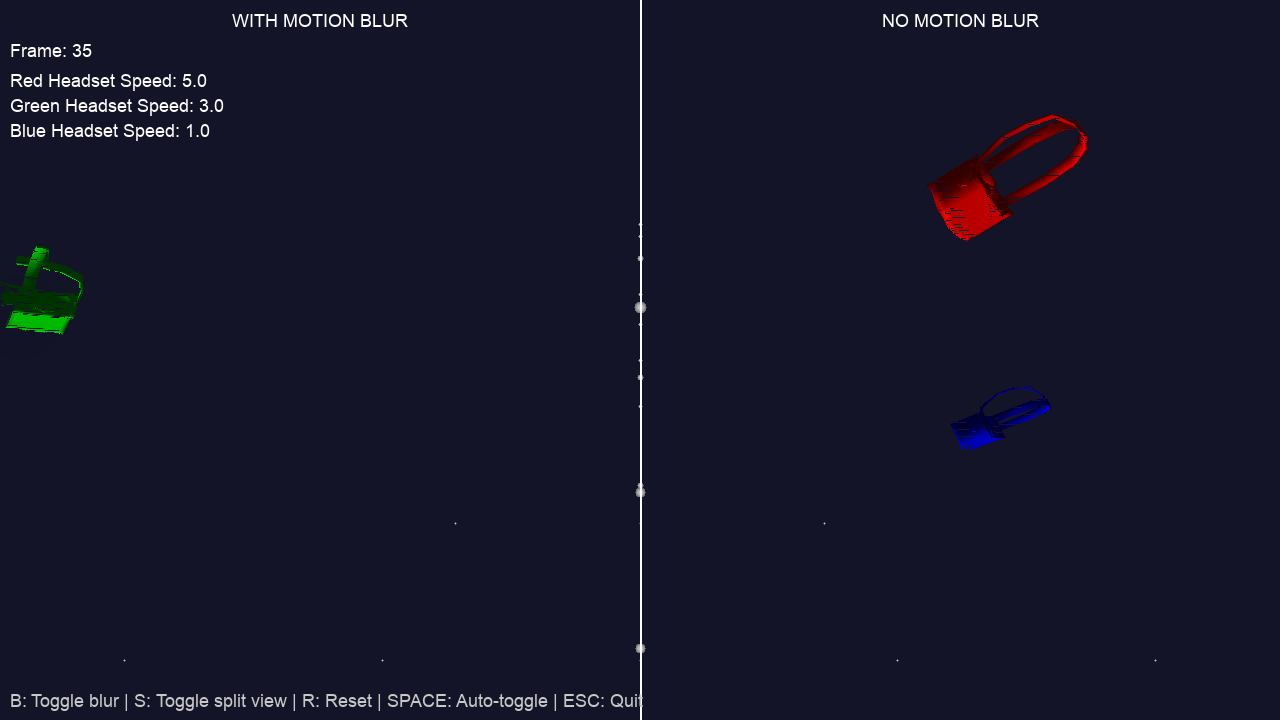 WITH MOTION BLUR
NO MOTION BLUR
Frame: 35
Red Headset Speed: 5.0
Green Headset Speed: 3.0
Blue Headset Speed: 1.0
B: Toggle blur | S: Toggle split view | R: Reset | SPACE: Auto-toggle | ESC: Quit